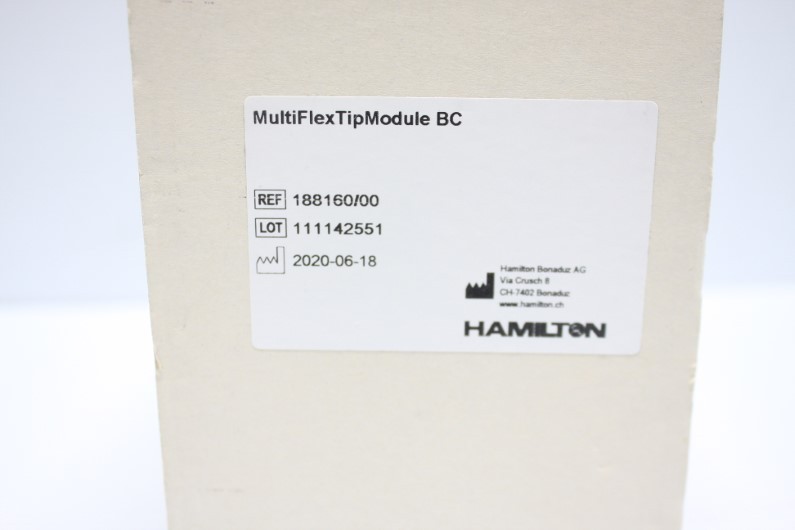 MultiFlexTipModule BC
REF 188160/00
LOT 111142551
2020-06-18
Hamilton Bonaduz AG
Via Crusch 8
CH-7402 Bonaduz
www.hamilton.ch
HAMILTON